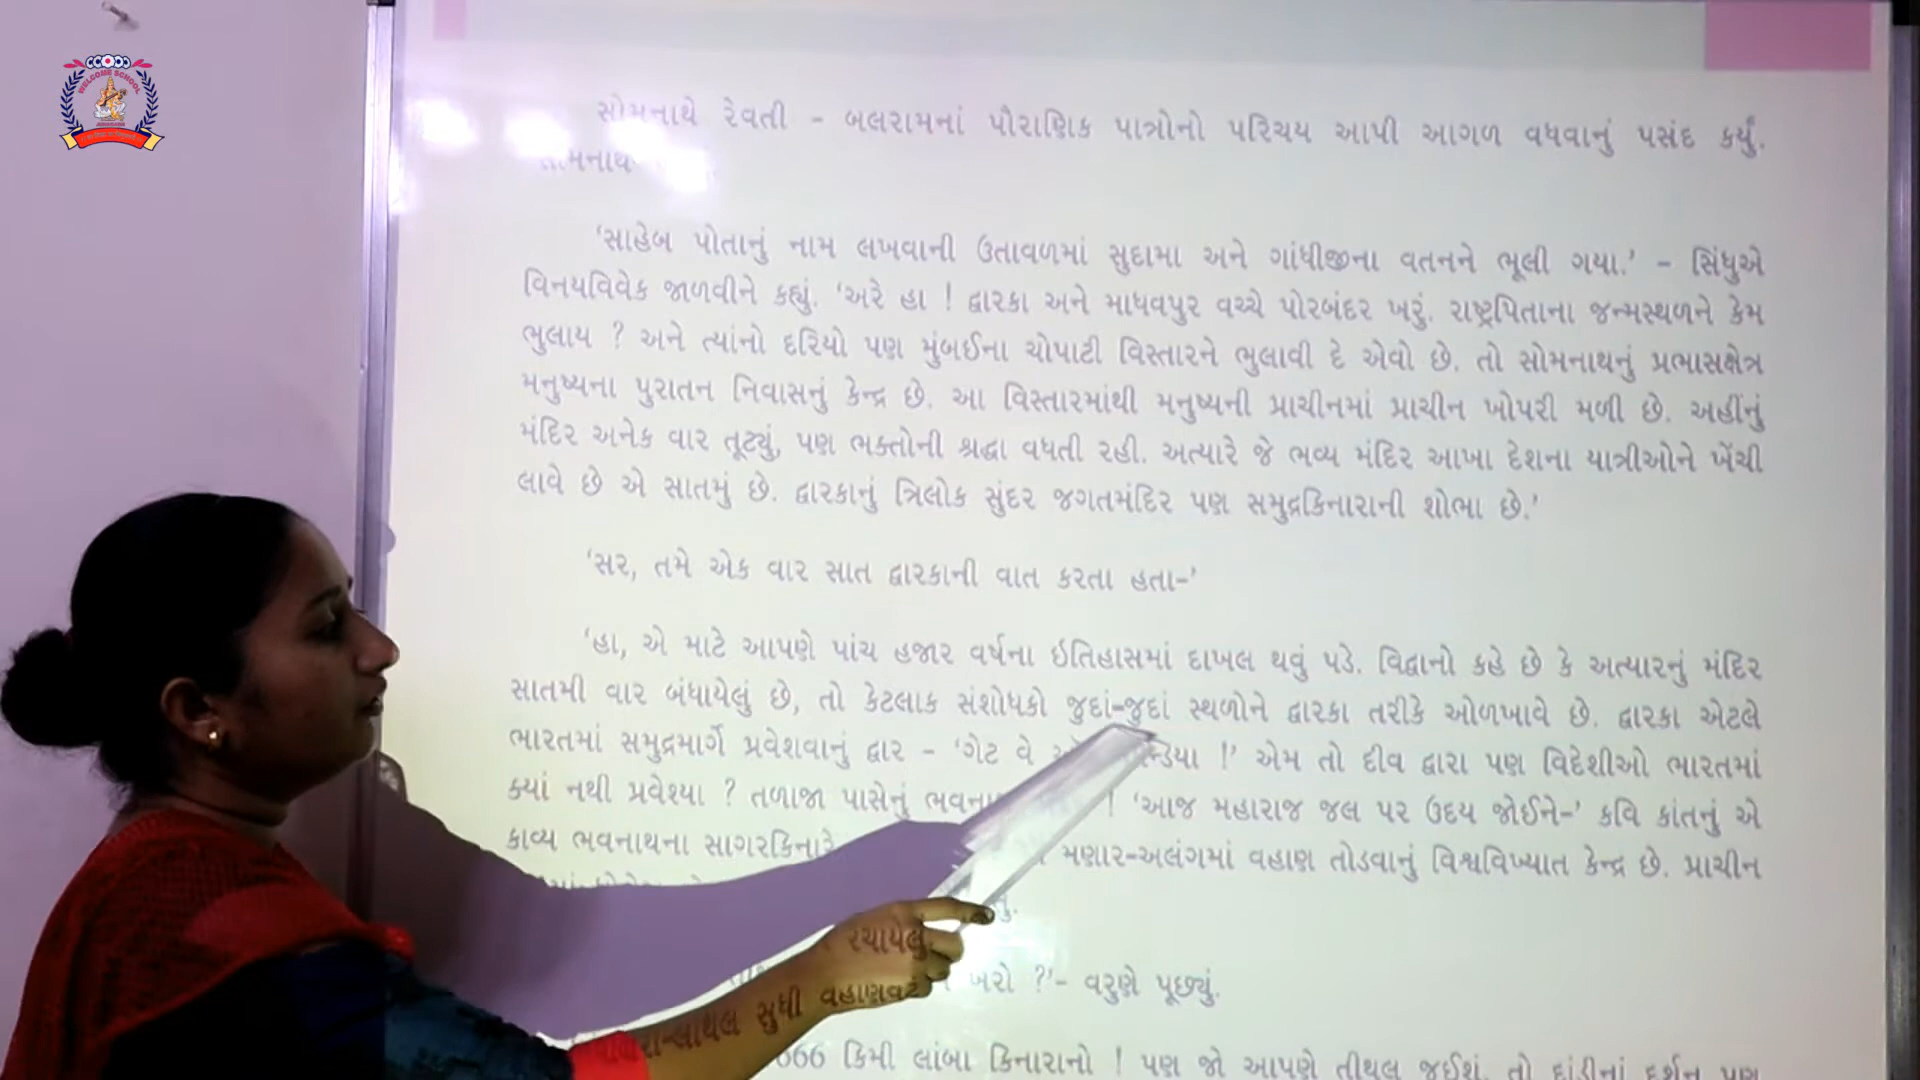 WELCOME SCHOOL
સોમનાથે રેવતી - બલરામનાં પૌરાણિક પાત્રોનો પરિચય આપી આગળ વધવાનું પસંદ કર્યું.
'સાહેબ પોતાનું નામ લખવાની ઉતાવળમાં સુદામા અને ગાંધીજીના વતનને ભૂલી ગયા.' - સિંધુએ
વિનયવિવેક જાળવીને કહ્યું. 'અરે હા ! દ્વારકા અને માધવપુર વચ્ચે પોરબંદર ખરું. રાષ્ટ્રપિતાના જન્મસ્થળને કેમ
ભુલાય ? અને ત્યાંનો દરિયો પણ મુંબઈના ચોપાટી વિસ્તારને ભુલાવી દે એવો છે. તો સોમનાથનું પ્રભાસક્ષેત્ર
મનુષ્યના પુરાતન નિવાસનું કેન્દ્ર છે. આ વિસ્તારમાંથી મનુષ્યની પ્રાચીનમાં પ્રાચીન ખોપરી મળી છે. અહીંનું
મંદિર અનેક વાર તૂટ્યું, પણ ભક્તોની શ્રદ્ધા વધતી રહી. અત્યારે જે ભવ્ય મંદિર આખા દેશના યાત્રીઓને ખેંચી
લાવે છે એ સાતમું છે. દ્વારકાનું ત્રિલોક સુંદર જગતમંદિર પણ સમુદ્રકિનારાની શોભા છે.'
'સર, તમે એક વાર સાત દ્વારકાની વાત કરતા હતા-'
'હા, એ માટે આપણે પાંચ હજાર વર્ષના ઇતિહાસમાં દાખલ થવું પડે. વિદ્વાનો કહે છે કે અત્યારનું મંદિર
સાતમી વાર બંધાયેલું છે, તો કેટલાક સંશોધકો જુદાં-જુદાં સ્થળોને દ્વારકા તરીકે ઓળખાવે છે. દ્વારકા એટલે
ભારતમાં સમુદ્રમાર્ગે પ્રવેશવાનું દ્વાર - 'ગેટ વે !' એમ તો દીવ દ્વારા પણ વિદેશીઓ ભારતમાં
ક્યાં નથી પ્રવેશ્યા ? તળાજા પાસેનું ! 'આજ મહારાજ જલ પર ઉદય જોઈને-' કવિ કાંતનું એ
કાવ્ય ભવનાથના સાગરકિનારે મણાર-અલંગમાં વહાણ તોડવાનું વિશ્વવિખ્યાત કેન્દ્ર છે. પ્રાચીન
રચાયેલું.
ખરો ?'- વરુણે પૂછ્યું.
સુધી વહાણવટ
કિમી લાંબા કિનારાનો ! પણ જો આપણે તીથલ જઈશું, તો દાંડીનાં દર્શન પણ